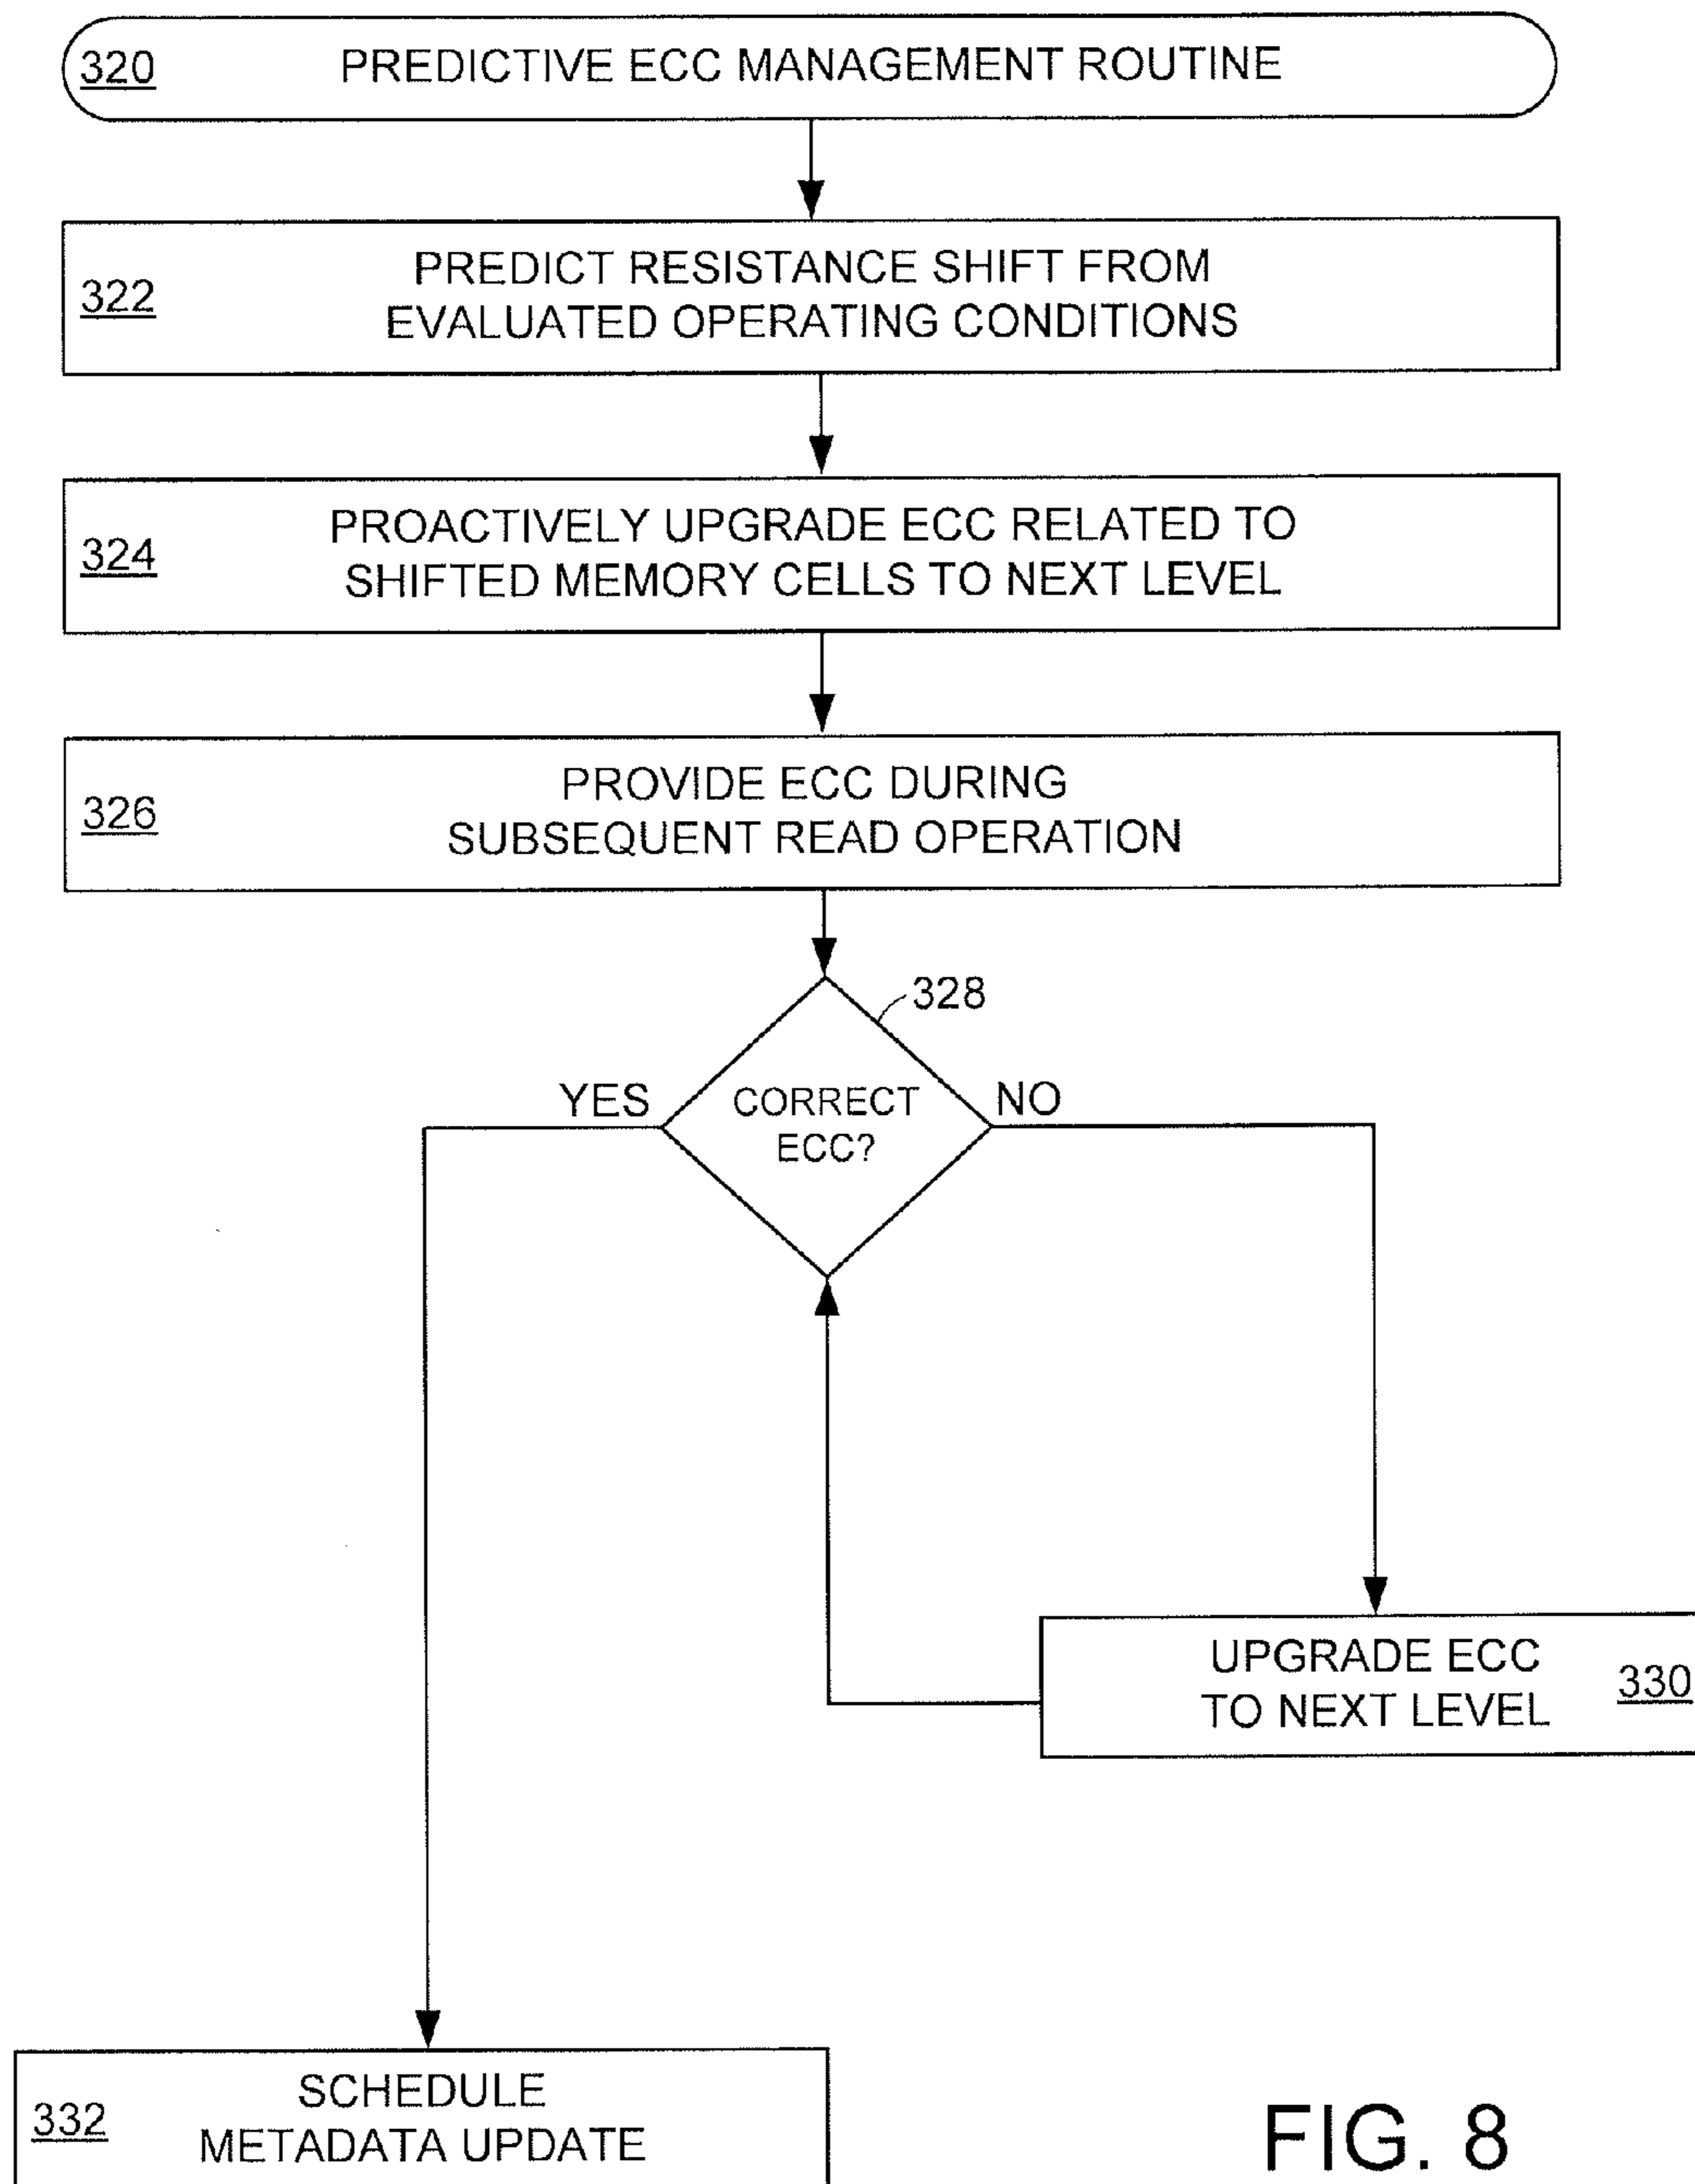 320 PREDICTIVE ECC MANAGEMENT ROUTINE
322
PREDICT RESISTANCE SHIFT FROM
EVALUATED OPERATING CONDITIONS
324
PROACTIVELY UPGRADE ECC RELATED TO
SHIFTED MEMORY CELLS TO NEXT LEVEL
326
PROVIDE ECC DURING
SUBSEQUENT READ OPERATION
328
YES
CORRECT
ECC?
NO
UPGRADE ECC
TO NEXT LEVEL
330
332
SCHEDULE
METADATA UPDATE
FIG. 8